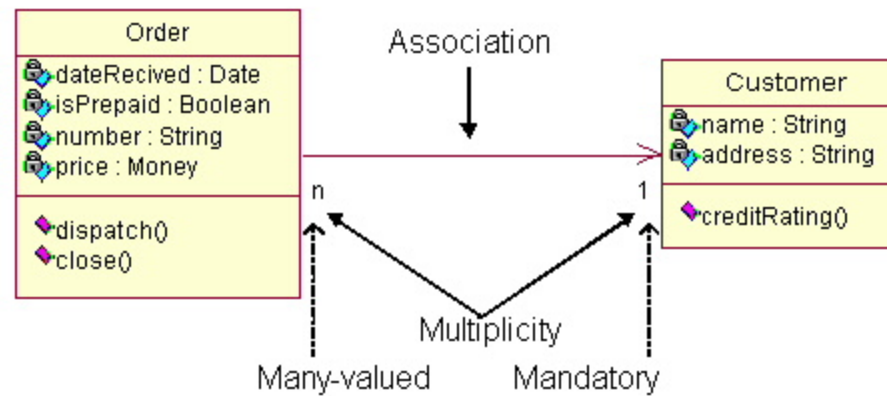 Order
dateRecived : Date
isPrepaid : Boolean
number : String
price : Money
dispatch()
close()
Association
Customer
name : String
address : String
creditRating()
n
1
Multiplicity
Many-valued
Mandatory